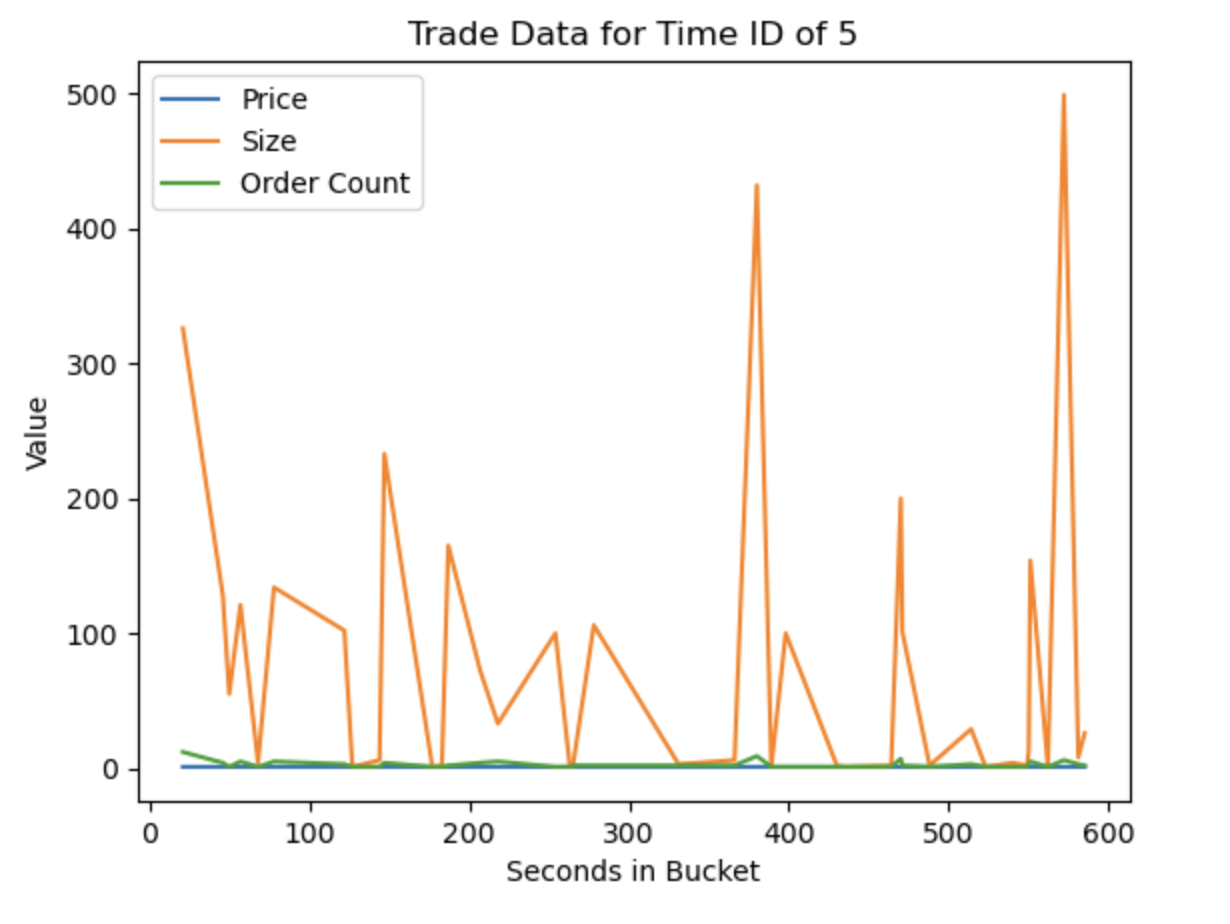 Trade Data for Time ID of 5
Price
Size
Order Count
500
400
300
200
100
0
Value
0 100 200 300 400 500 600
Seconds in Bucket